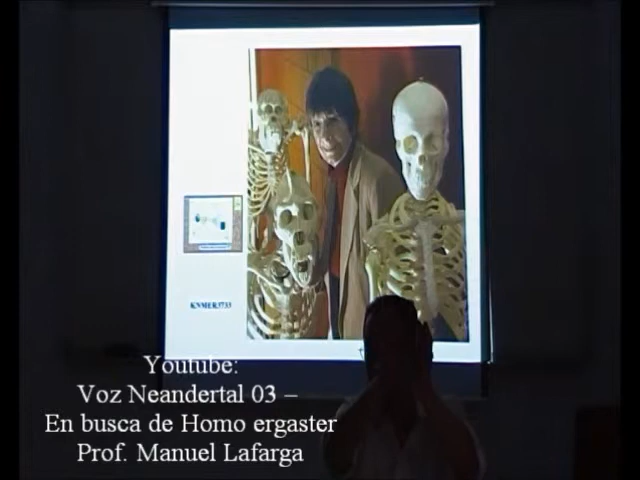 KNMER3733
Youtube:
Voz Neandertal 03 –
En busca de Homo ergaster
Prof. Manuel Lafarga